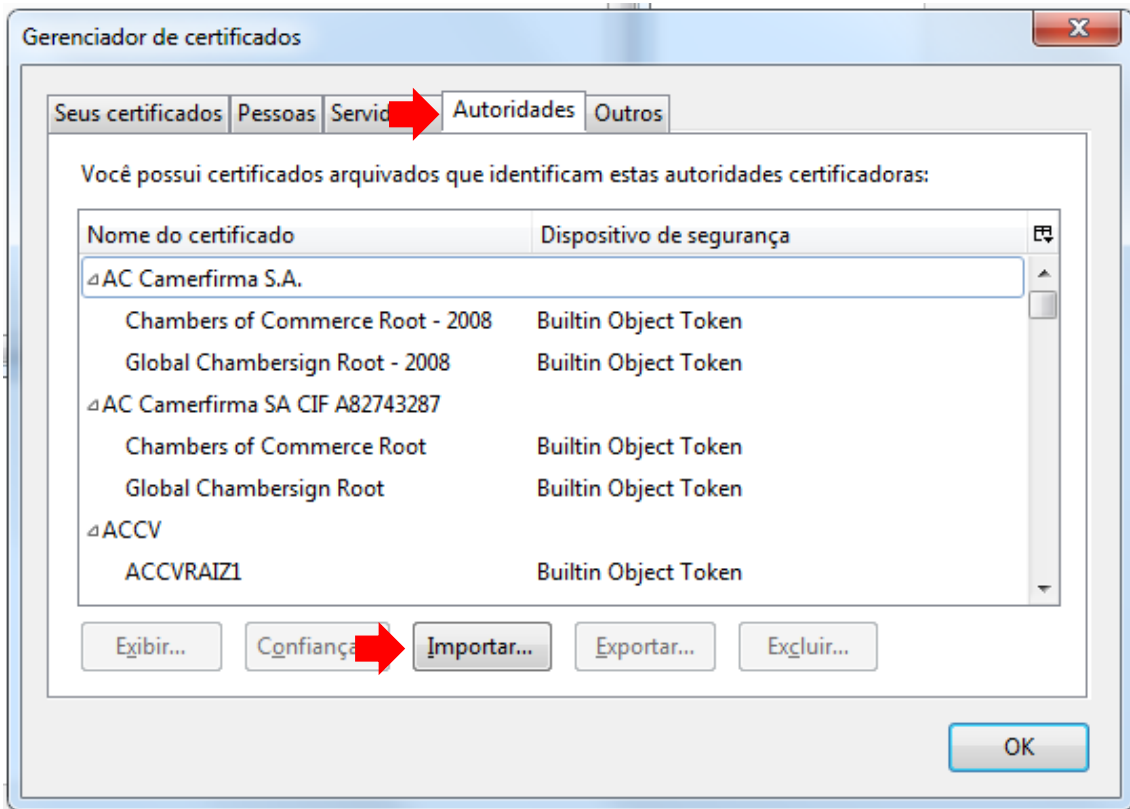 Gerenciador de certificados
Seus certificados Pessoas Servid Autoridades Outros
Você possui certificados arquivados que identificam estas autoridades certificadoras:
Nome do certificado Dispositivo de segurança
AC Camerfirma S.A.
Chambers of Commerce Root - 2008 Builtin Object Token
Global Chambersign Root - 2008 Builtin Object Token
AC Camerfirma SA CIF A82743287
Chambers of Commerce Root Builtin Object Token
Global Chambersign Root Builtin Object Token
ACCV
ACCVRAIZ1 Builtin Object Token
Exibir... Confiança Importar... Exportar... Excluir...
OK